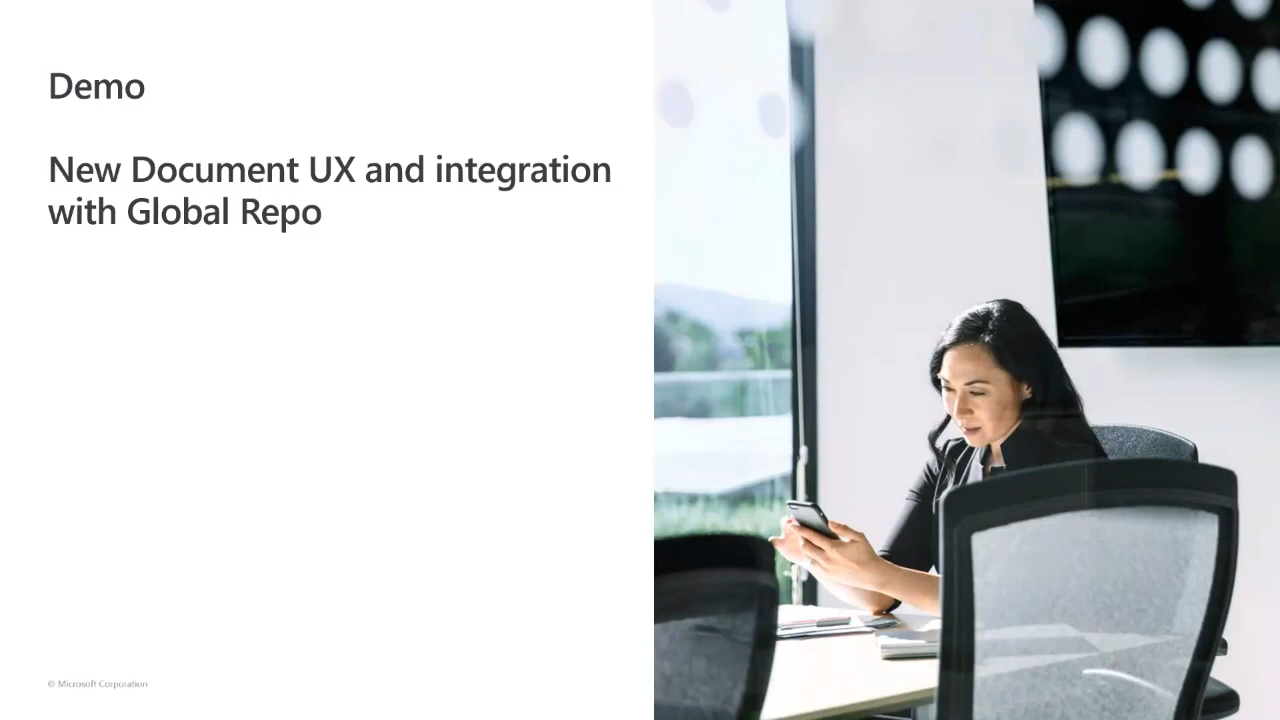 Demo
New Document UX and integration
with Global Repo
© Microsoft Corporation